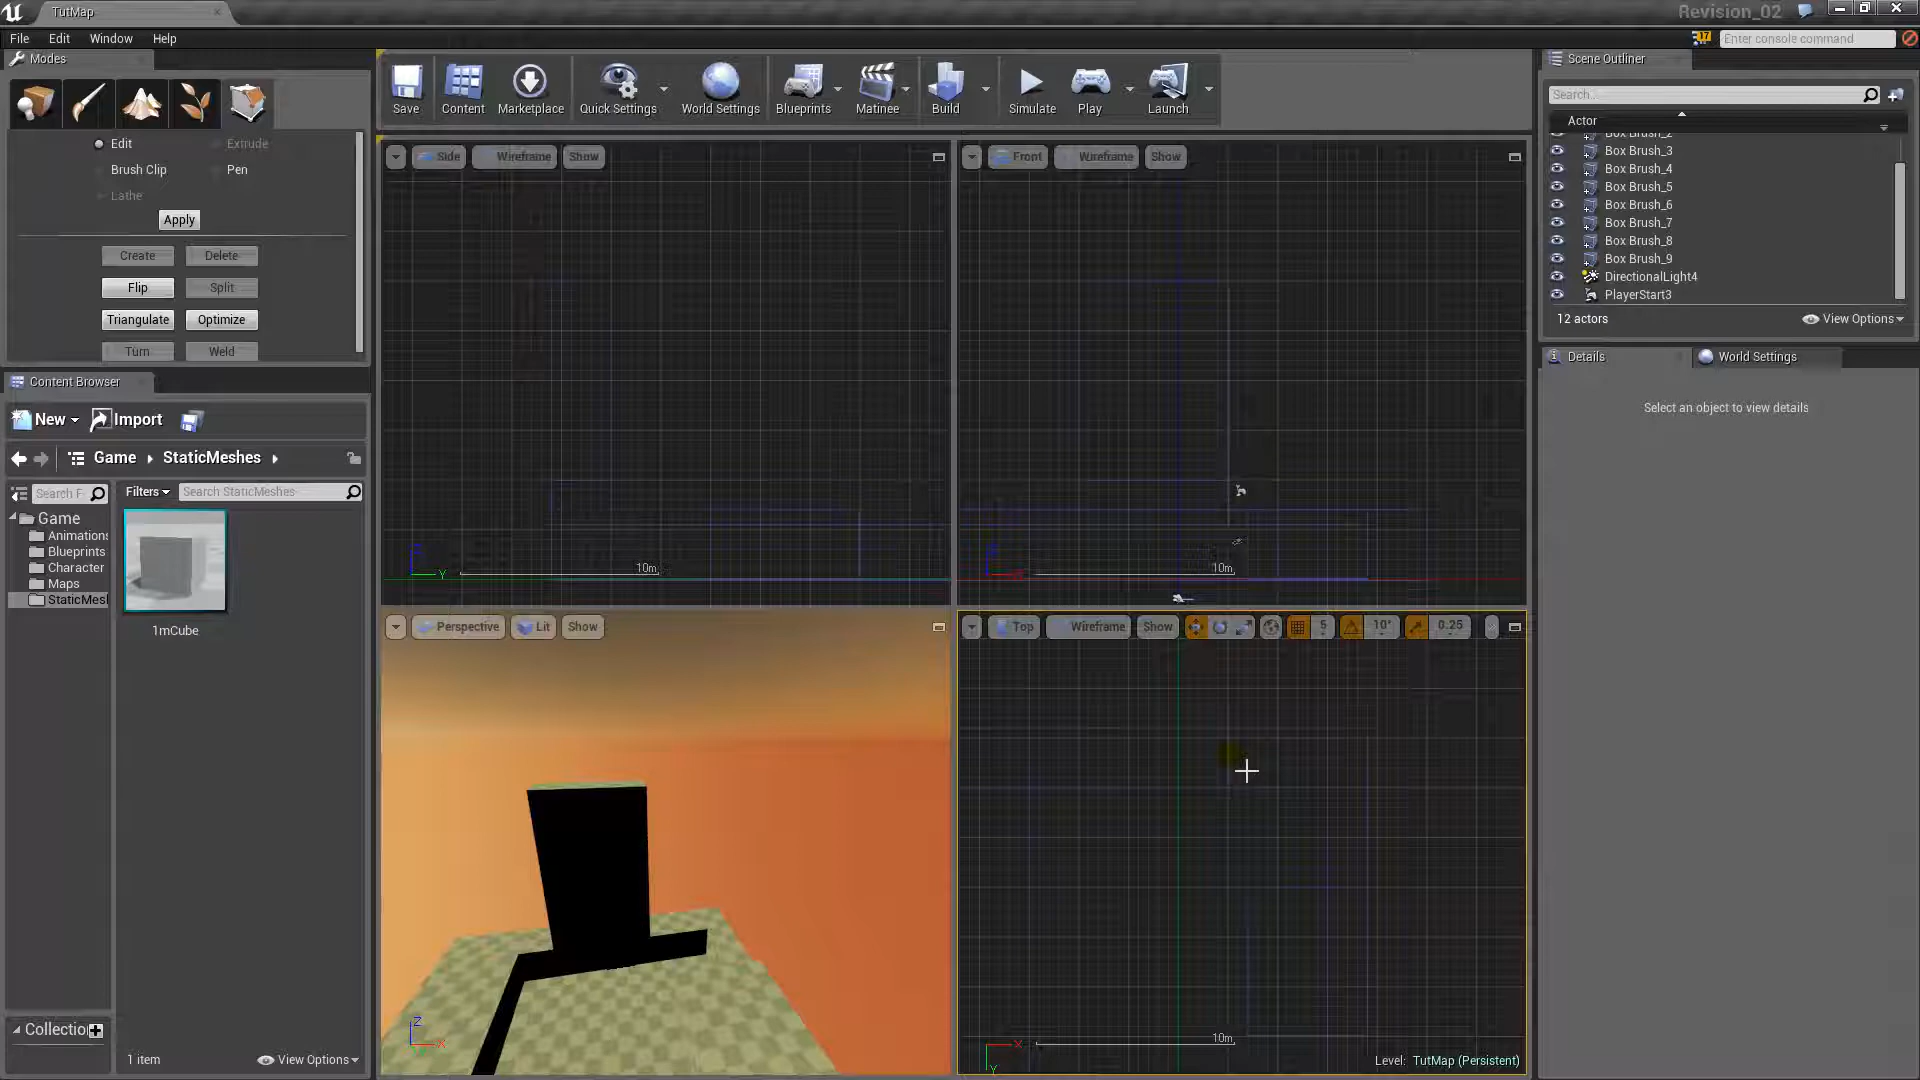 TutMap
Revision_02
File Edit Window Help
17 Enter console command
Modes
Edit Extrude
Brush Clip Pen
Lathe
Apply
Create Delete
Flip Split
Triangulate Optimize
Turn Weld
Save Content Marketplace Quick Settings World Settings Blueprints Matinee Build Simulate Play Launch
Side Wireframe Show
10m
Z Y
Front Wireframe Show
10m
Perspective Lit Show
Z X
Top Wireframe Show 5 10° 0.25
10m
X Y
Level: TutMap (Persistent)
Content Browser
New Import
Game StaticMeshes
Search F
Filters Search StaticMeshes
Game
Animations
Blueprints
Character
Maps
StaticMesl
1mCube
Collectio
1 item View Options
Scene Outliner
Search...
Actor
Box Brush_2
Box Brush_3
Box Brush_4
Box Brush_5
Box Brush_6
Box Brush_7
Box Brush_8
Box Brush_9
DirectionalLight4
PlayerStart3
12 actors View Options
Details World Settings
Select an object to view details